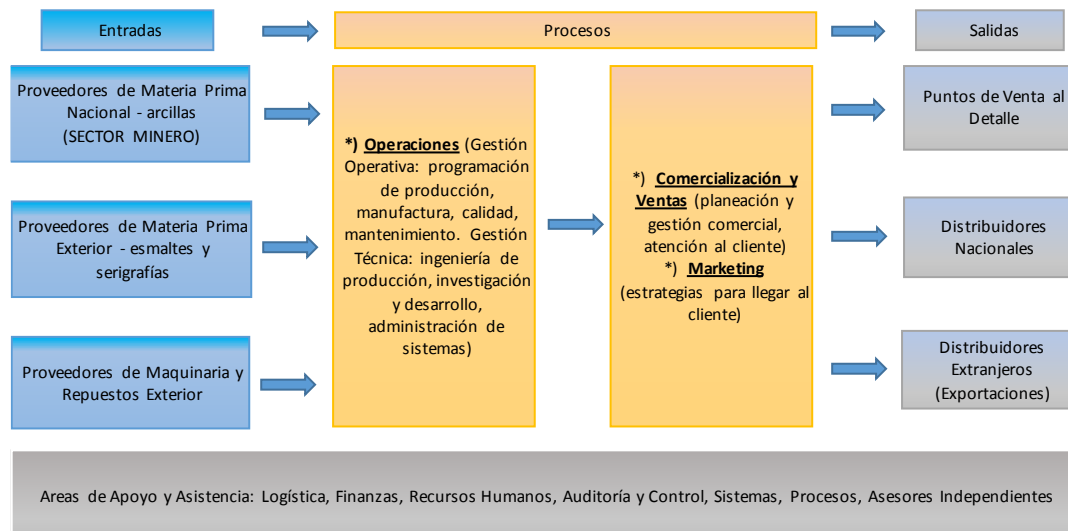 Entradas
Procesos
Salidas
Proveedores de Materia Prima
Nacional - arcillas
(SECTOR MINERO)
Proveedores de Materia Prima
Exterior - esmaltes y
serigrafías
Proveedores de Maquinaria y
Repuestos Exterior
*) Operaciones (Gestión
Operativa: programación
de producción,
manufactura, calidad,
mantenimiento. Gestión
Técnica: ingeniería de
producción, investigación
y desarrollo,
administración de
sistemas)
*) Comercialización y
Ventas (planeación y
gestión comercial,
atención al cliente)
*) Marketing
(estrategias para llegar al
cliente)
Puntos de Venta al
Detalle
Distribuidores
Nacionales
Distribuidores
Extranjeros
(Exportaciones)
Areas de Apoyo y Asistencia: Logística, Finanzas, Recursos Humanos, Auditoría y Control, Sistemas, Procesos, Asesores Independientes